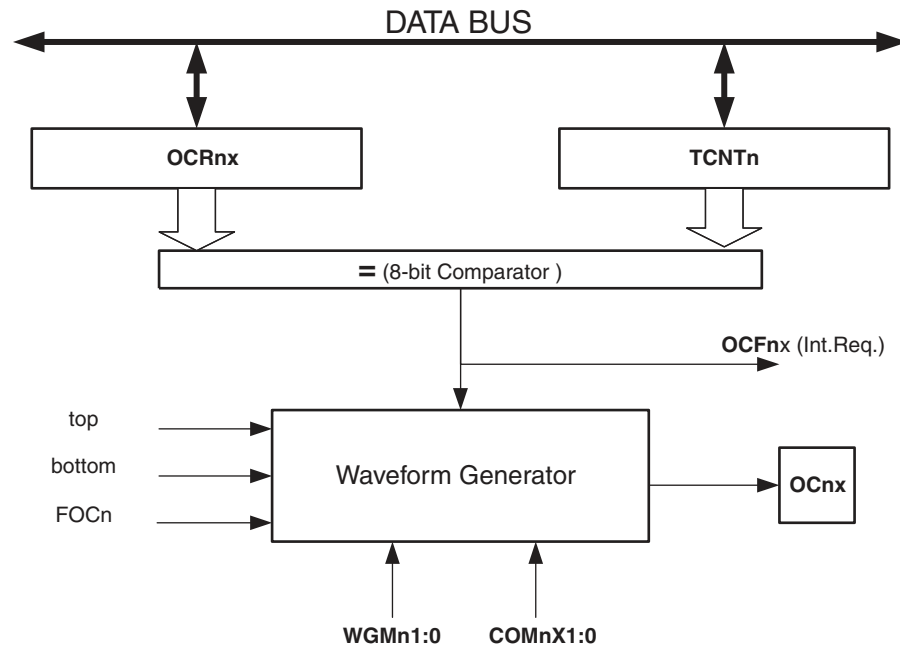 DATA BUS
OCRnx
TCNTn
= (8-bit Comparator )
OCFnx (Int.Req.)
top
bottom
FOCn
Waveform Generator
OCnx
WGMn1:0
COMnX1:0